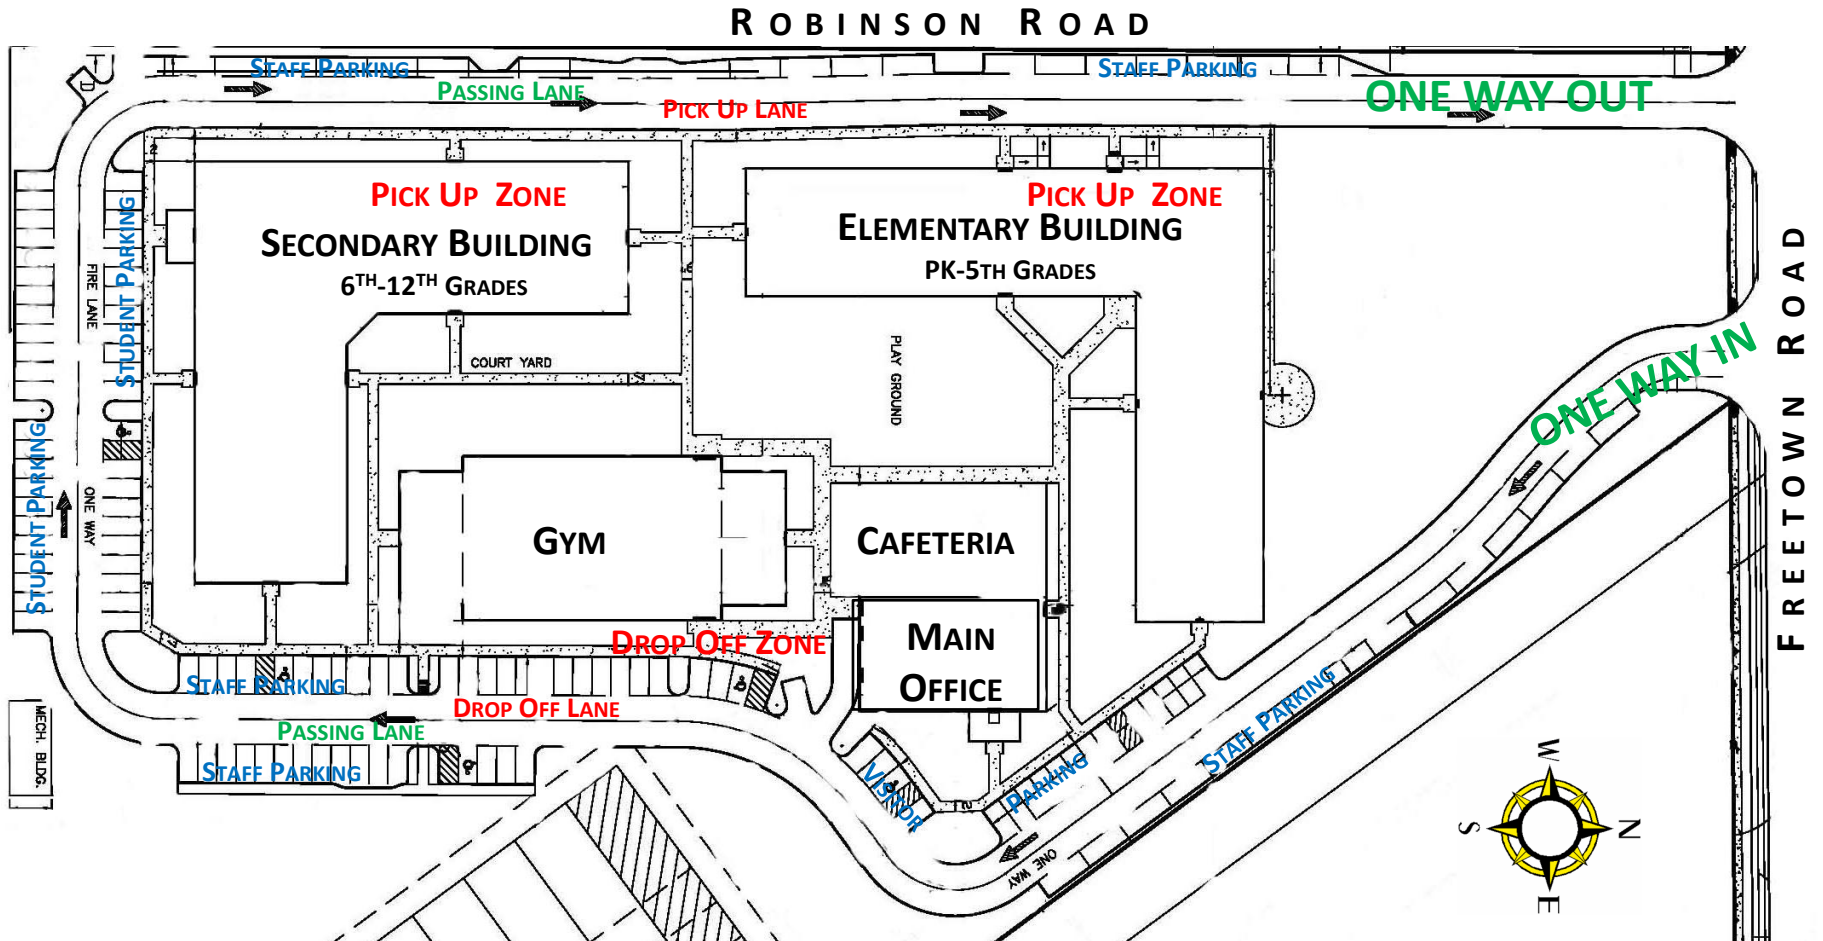 ROBINSON ROAD
STAFF PARKING
STAFF PARKING
PASSING LANE
PICK UP LANE
ONE WAY OUT
PICK UP ZONE
PICK UP ZONE
SECONDARY BUILDING
6TH-12TH GRADES
ELEMENTARY BUILDING
PK-5TH GRADES
STUDENT PARKING
FIRE LANE
COURT YARD
PLAY GROUND
ONE WAY IN
FREETOWN ROAD
STUDENT PARKING
ONE WAY
GYM
CAFETERIA
MAIN
OFFICE
DROP OFF ZONE
STAFF PARKING
DROP OFF LANE
PASSING LANE
STAFF PARKING
MECH. BLDG.
VISITOR
PARKING
STAFF PARKING
ONE WAY
W
N
S
E